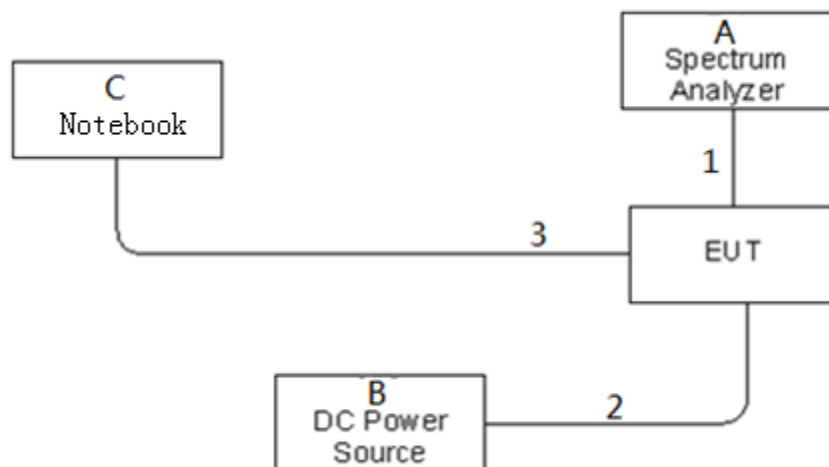 A
Spectrum
Analyzer
C
Notebook
1
3
EUT
B
DC Power
Source
2